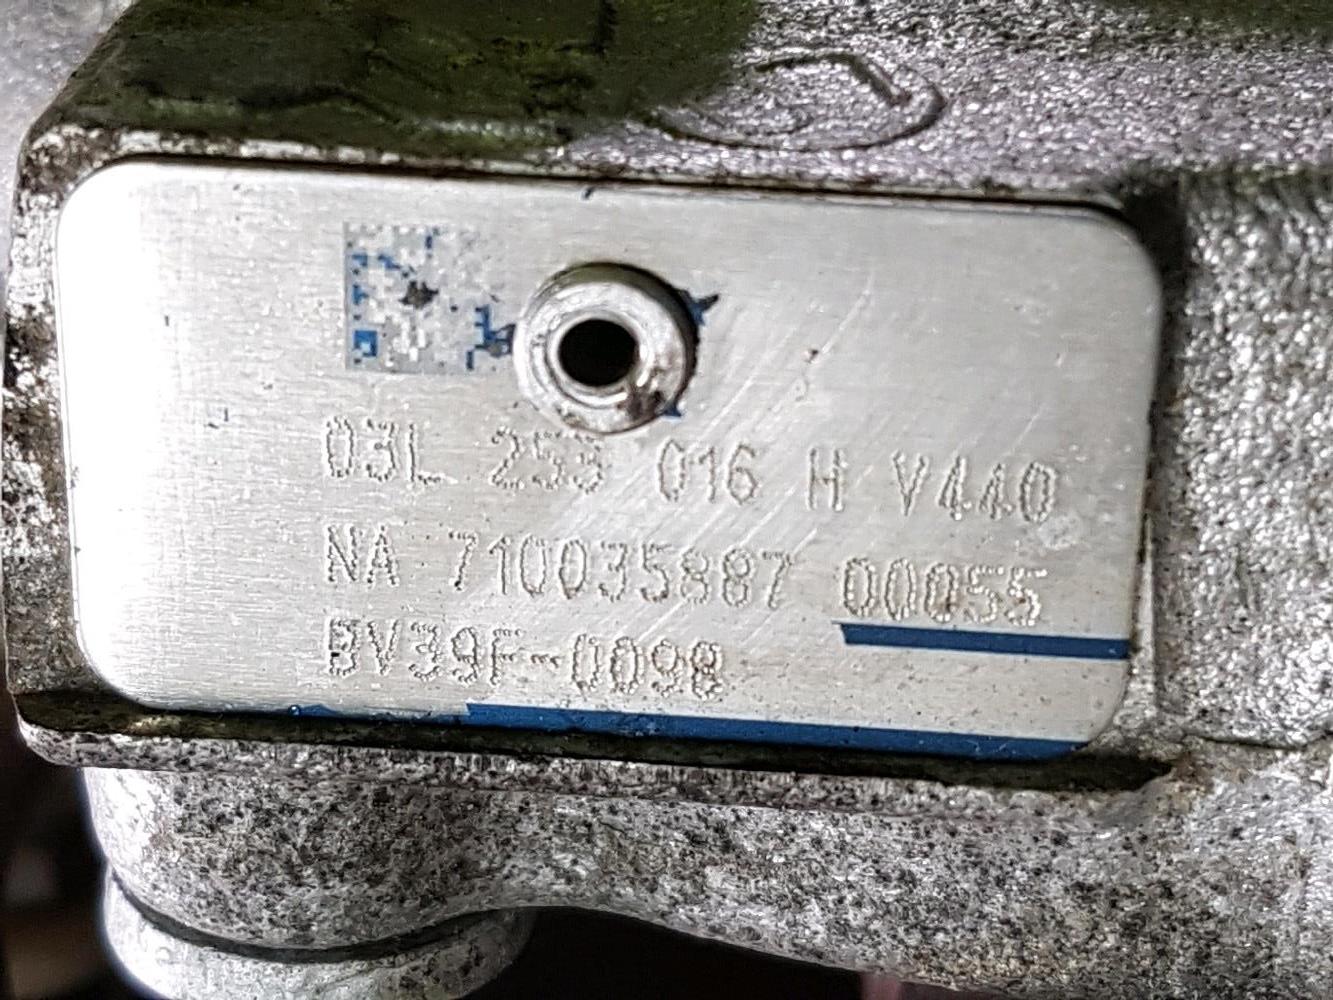 03L 253 016 H V440
NA 710035887 00055
BV39F-0098